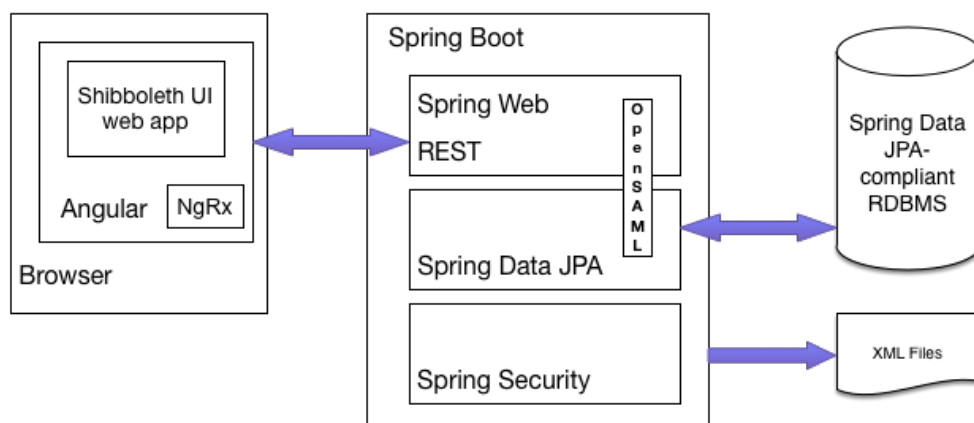 Shibboleth UI
web app
Angular
NgRx
Browser
Spring Boot
Spring Web
REST
OpenSAML
Spring Data JPA
Spring Security
Spring Data
JPA-
compliant
RDBMS
XML Files